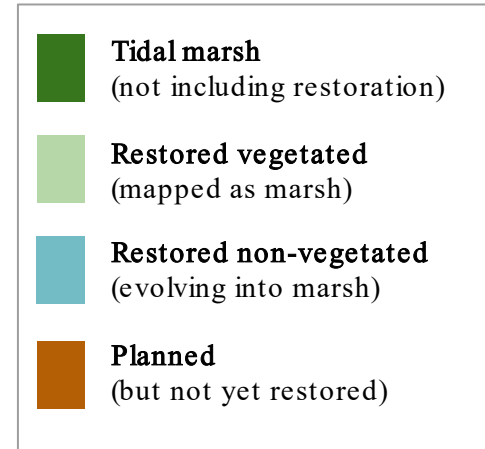 Tidal marsh
(not including restoration)
Restored vegetated
(mapped as marsh)
Restored non-vegetated
(evolving into marsh)
Planned
(but not yet restored)